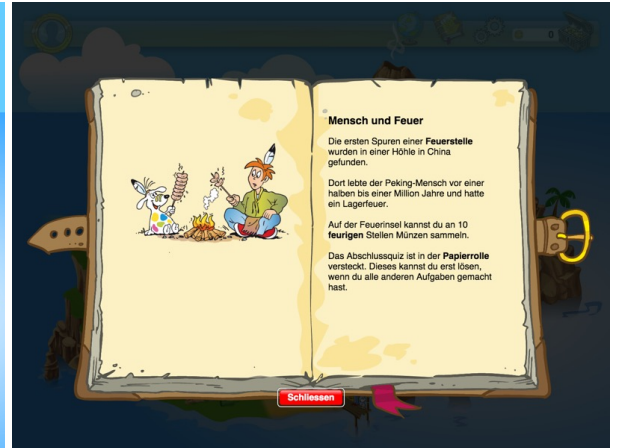 0
Mensch und Feuer
Die ersten Spuren einer Feuerstelle
wurden in einer Höhle in China
gefunden.
Dort lebte der Peking-Mensch vor einer
halben bis einer Million Jahre und hatte
ein Lagerfeuer.
Auf der Feuerinsel kannst du an 10
feurigen Stellen Münzen sammeln.
Das Abschlussquiz ist in der Papierrolle
versteckt. Dieses kannst du erst lösen,
wenn du alle anderen Aufgaben gemacht
hast.
Schliessen